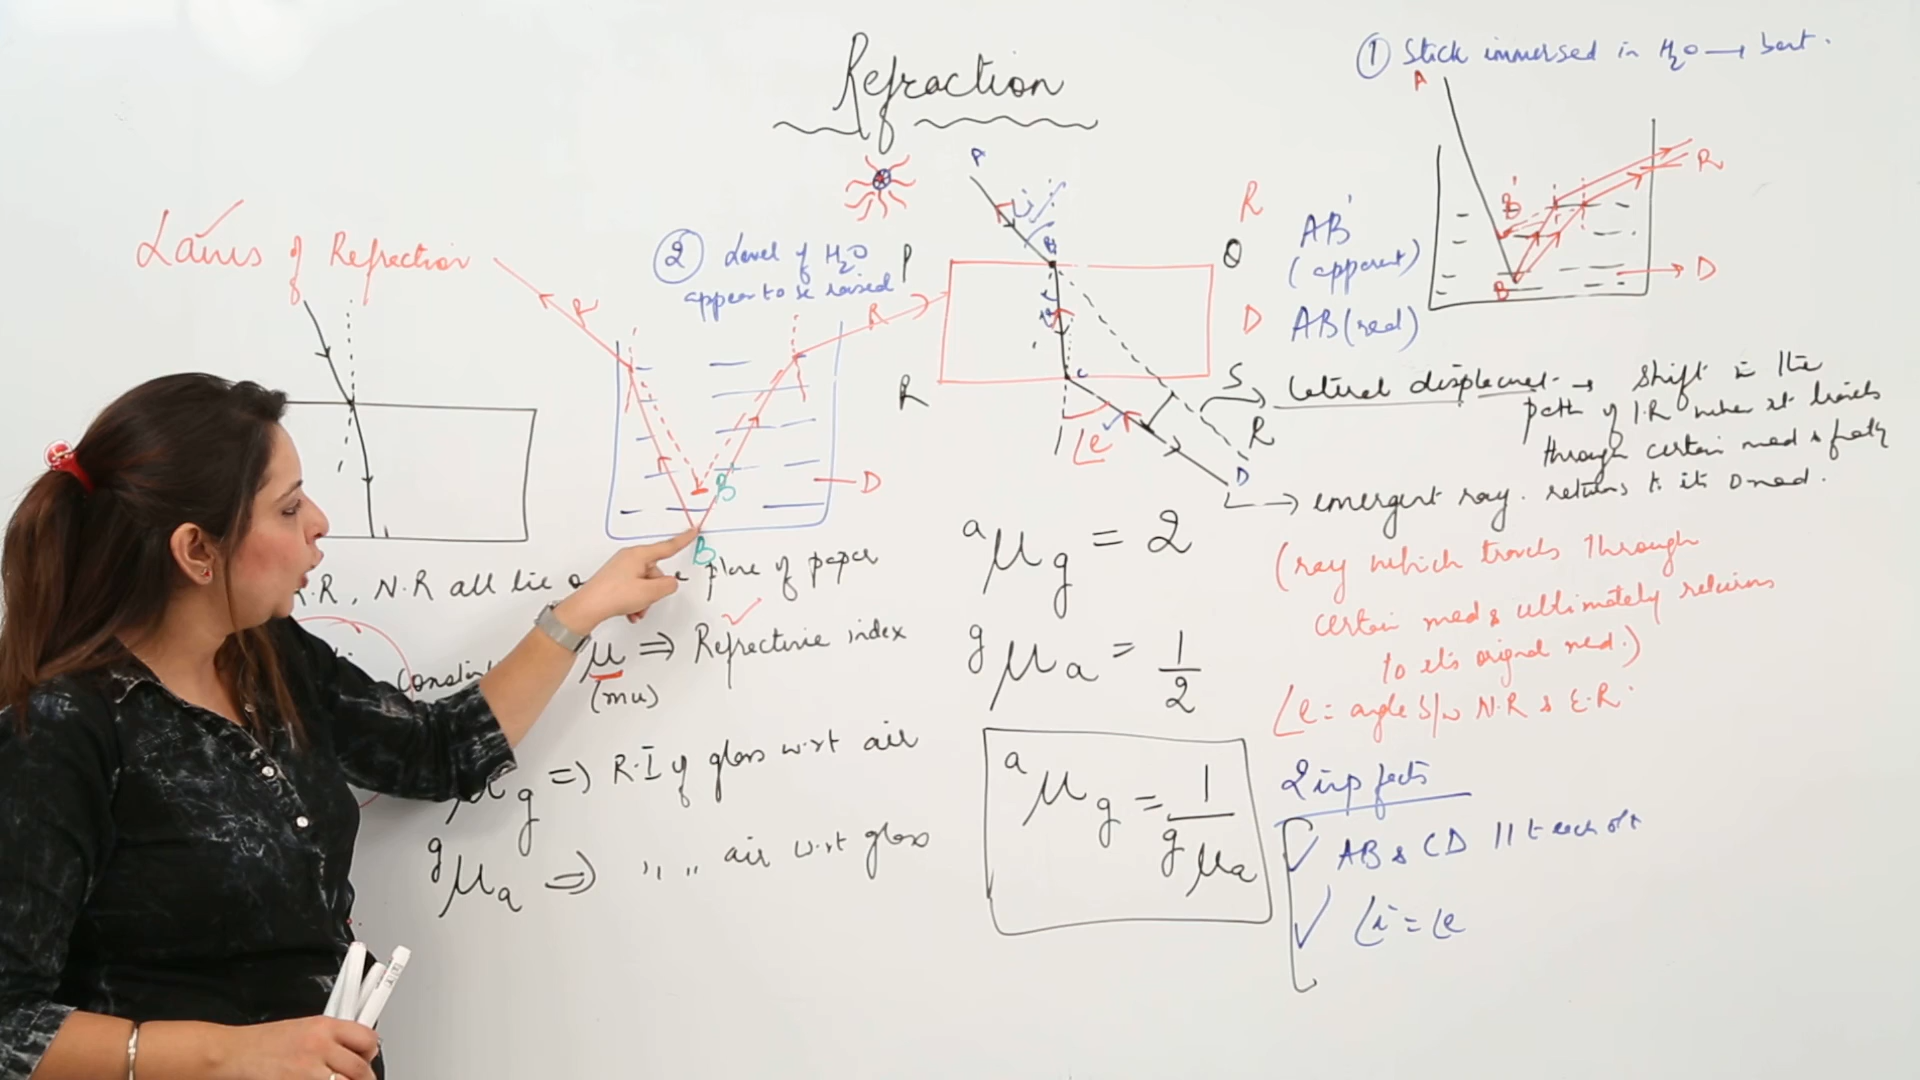 Refraction
① Stick immersed in H2O → bent.
A
B'
B
R
D
AB'
(apparent)
AB (real)
R
D
Laws of Refraction
② Level of H2O
appear to be raised
R
R
D
B'
B
P
i
P
Q
R
S
C
R
D
∠e
lateral displacement → shift in the
path of I.R when it travels
through certain med &
returns to its med.
→ emergent ray.
(ray which travels through
certain med & ultimately returns
to its orignal med.)
∠e = angle b/w N.R & E.R.
R.R, N.R all lie plane of paper
constant
μ ⇒ Refractive index
(mu)
μg ⇒ R.I of glass w.r.t air
gμa ⇒ " " air w.r.t glass
aμg = 2
gμa = 1/2
aμg = 1/gμa
2 imp facts
✓ AB & CD || t each otr
✓ ∠i = ∠e